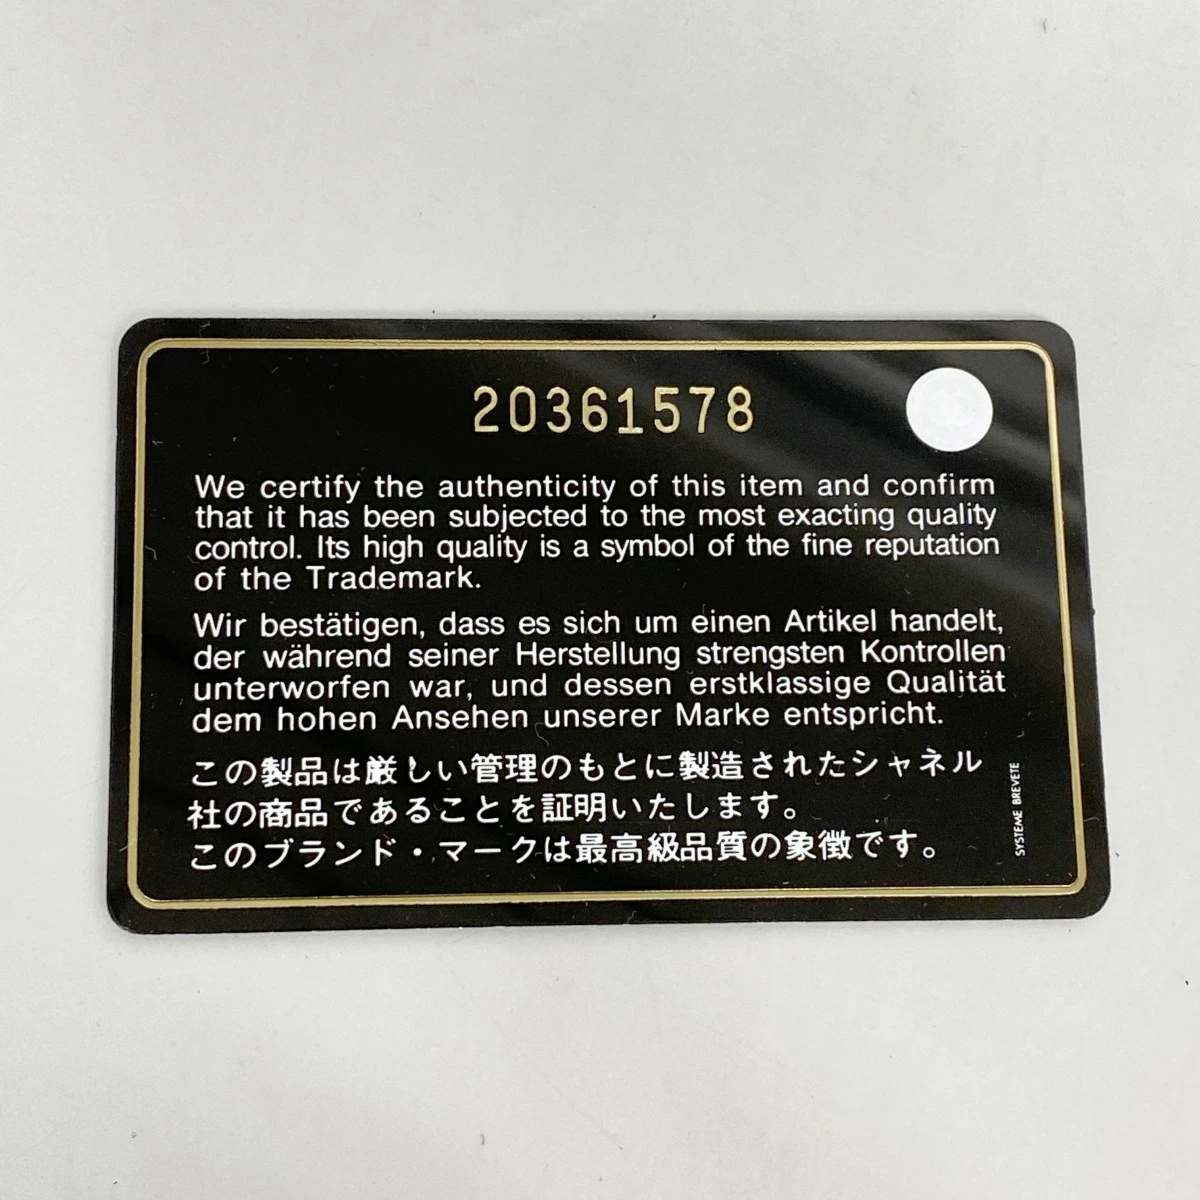 20361578
We certify the authenticity of this item and confirm
that it has been subjected to the most exacting quality
control. Its high quality is a symbol of the fine reputation
of the Trademark.
Wir bestätigen, dass es sich um einen Artikel handelt,
der während seiner Herstellung strengsten Kontrollen
unterworfen war, und dessen erstklassige Qualität
dem hohen Ansehen unserer Marke entspricht.
この製品は厳しい管理のもとに製造されたシャネル
社の商品であることを証明いたします。
このブランド・マークは最高級品質の象徴です。
SYSTEME BREVETE